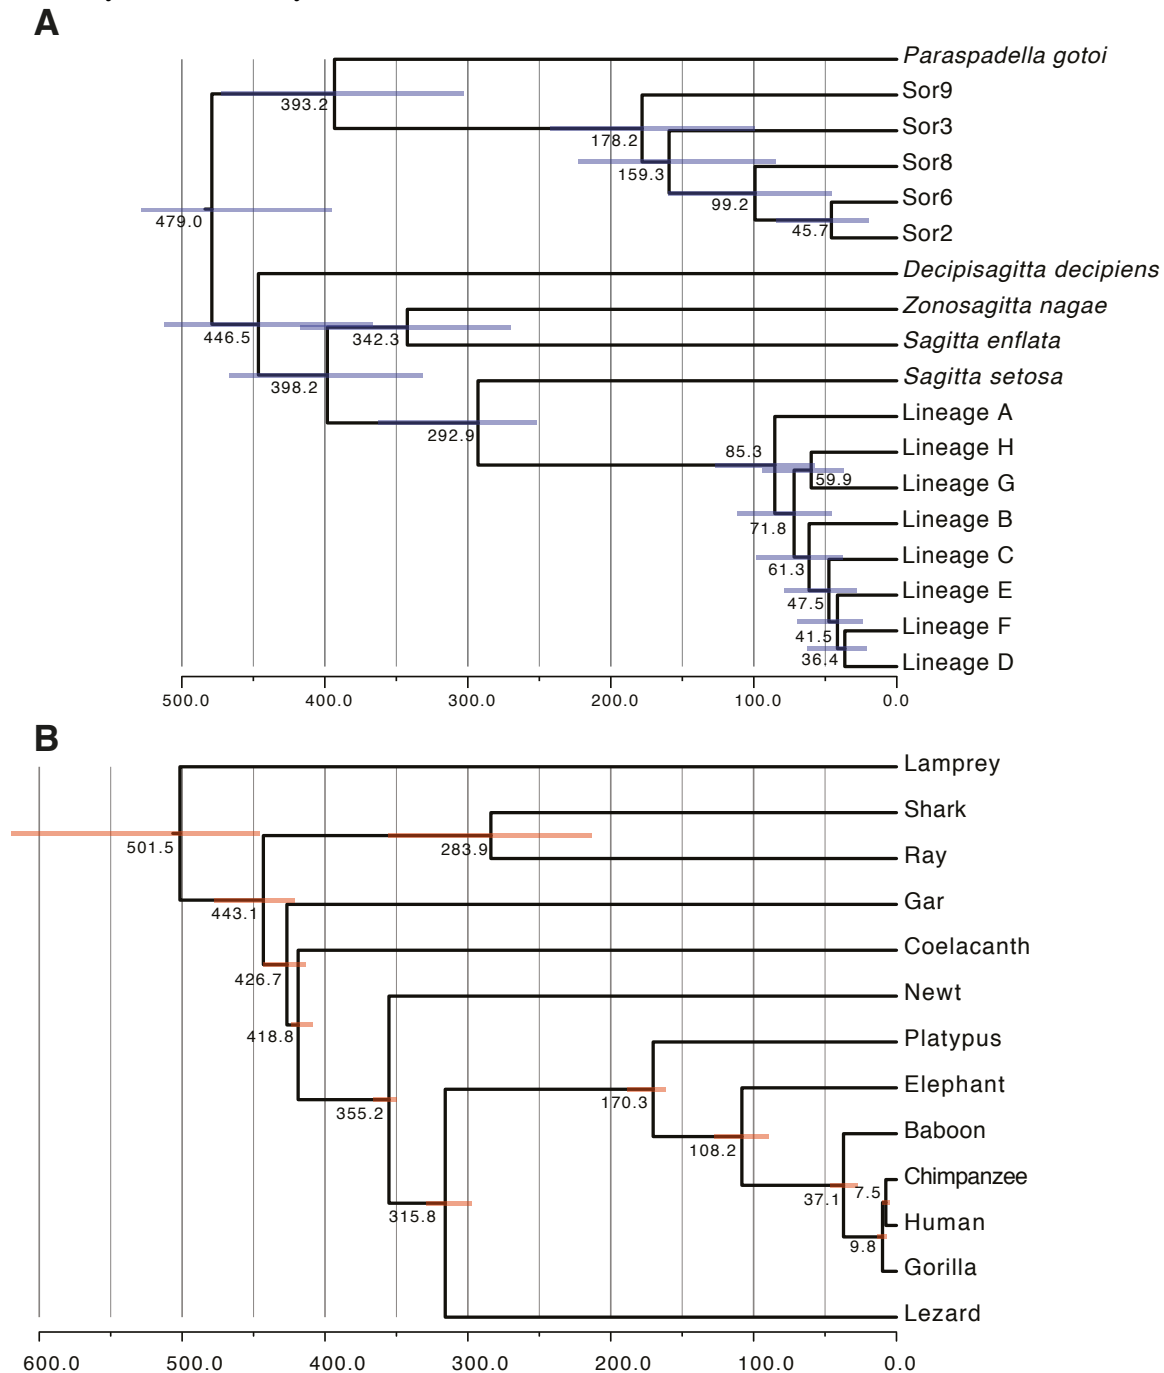 A
Paraspadella gotoi
Sor9
393.2
Sor3
178.2
Sor8
159.3
Sor6
99.2
479.0
45.7
Sor2
Decipisagitta decipiens
Zonosagitta nagae
446.5
342.3
Sagitta enflata
Sagitta setosa
398.2
Lineage A
292.9
85.3
Lineage H
59.9
Lineage G
71.8
Lineage B
Lineage C
61.3
Lineage E
47.5
Lineage F
41.5
36.4
Lineage D
500.0 400.0 300.0 200.0 100.0 0.0
B
Lamprey
Shark
501.5
283.9
Ray
443.1
Gar
Coelacanth
426.7
Newt
418.8
Platypus
Elephant
170.3
355.2
Baboon
108.2
Chimpanzee
37.1
7.5
315.8
Human
9.8
Gorilla
Lezard
600.0 500.0 400.0 300.0 200.0 100.0 0.0